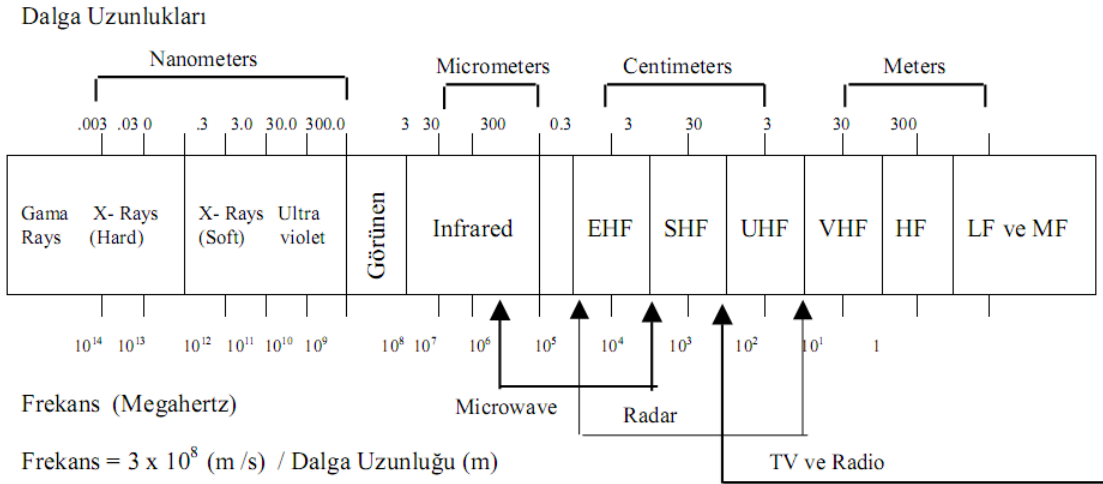 Dalga Uzunlukları
Nanometers Micrometers Centimeters Meters
.003 .03 0 .3 3.0 30.0 300.0 3 30 300 0.3 3 30 3 30 300
Gama Rays X- Rays (Hard) X- Rays (Soft) Ultra violet Görünen Infrared EHF SHF UHF VHF HF LF ve MF
10¹⁴ 10¹³ 10¹² 10¹¹ 10¹⁰ 10⁹ 10⁸ 10⁷ 10⁶ 10⁵ 10⁴ 10³ 10² 10¹ 1
Frekans (Megahertz)
Microwave Radar
Frekans = 3 x 10⁸ (m /s) / Dalga Uzunluğu (m)
TV ve Radio